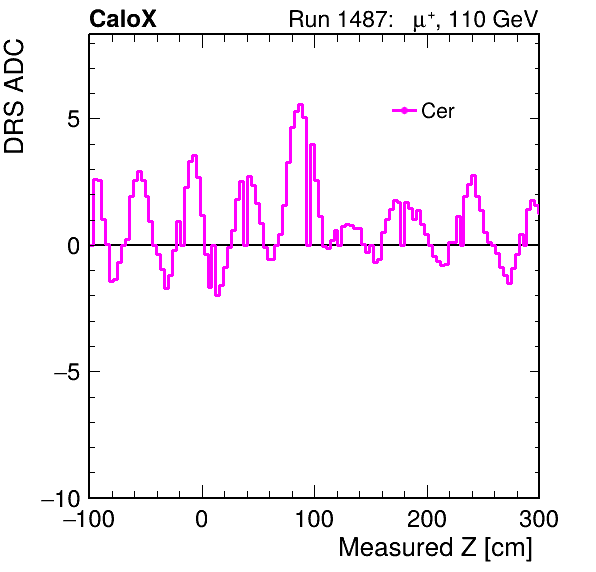 CaloX Run 1487: μ⁺, 110 GeV
DRS ADC
Cer
5
0
−5
−10
−100 0 100 200 300
Measured Z [cm]